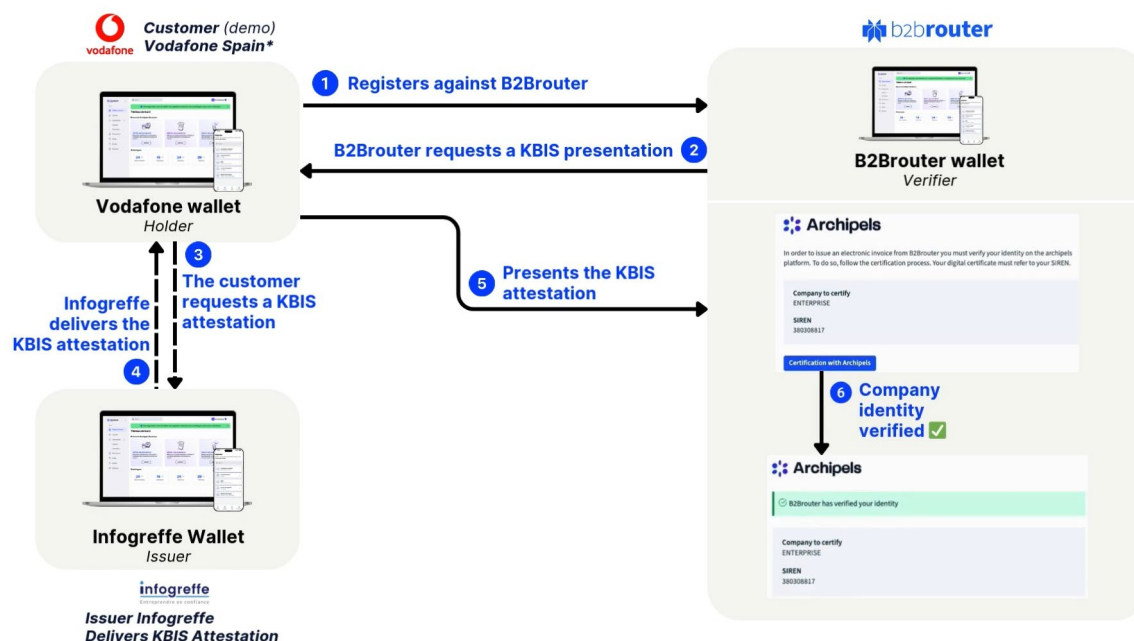 vodafone
Customer (demo)
Vodafone Spain*
b2brouter
1 Registers against B2Brouter
B2Brouter requests a KBIS presentation 2
Vodafone wallet
Holder
B2Brouter wallet
Verifier
3
The customer
requests a KBIS
attestation
Infogreffe
delivers the
KBIS attestation
4
5 Presents the KBIS
attestation
Archipels
In order to issue an electronic invoice from B2Brouter you must verify your identity on the archipels
platform. To do so, follow the certification process. Your digital certificate must refer to your SIREN.
Company to certify
ENTERPRISE
SIREN
380308817
Certification with Archipels
6 Company
identity
verified ✅
Archipels
B2Brouter has verified your identity
Company to certify
ENTERPRISE
SIREN
380308817
Infogreffe Wallet
Issuer
infogreffe
Entreprendre en confiance
Issuer Infogreffe
Delivers KBIS Attestation